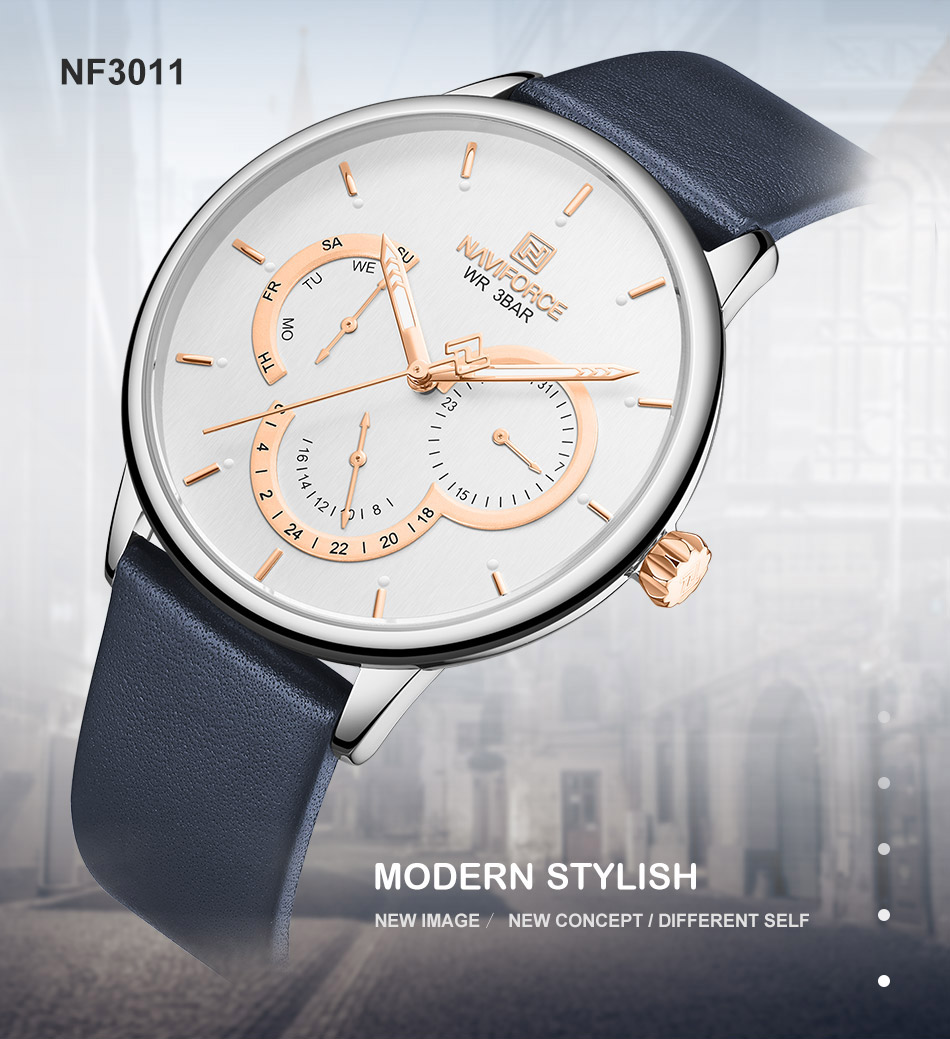 NF3011
NAVIFORCE
WR 3BAR
SA
SU
WE
TU
FR
MO
TH
31
23
7
15
4
2
24
22
20
18
16
14
12
10
8
MODERN STYLISH
NEW IMAGE / NEW CONCEPT / DIFFERENT SELF